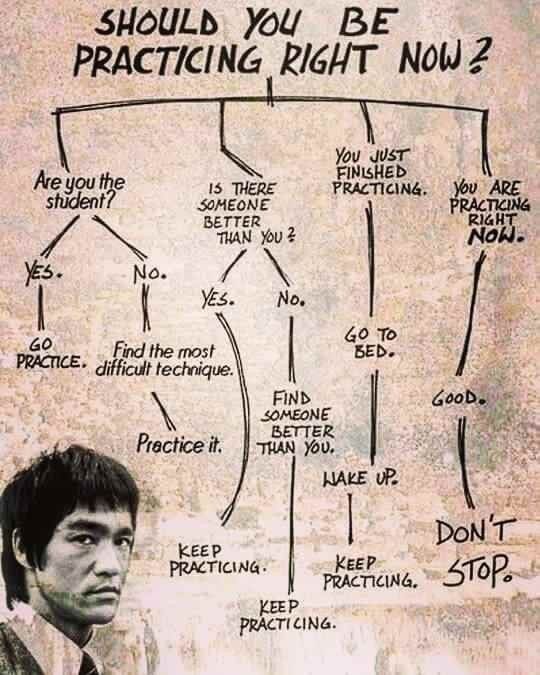 SHOULD YOU BE
PRACTICING RIGHT NOW?
Are you the
student?
YES.
GO
PRACTICE.
NO.
Find the most
difficult technique.
Practice it.
IS THERE
SOMEONE
BETTER
THAN YOU?
YES.
KEEP
PRACTICING.
NO.
FIND
SOMEONE
BETTER
THAN YOU.
KEEP
PRACTICING.
YOU JUST
FINISHED
PRACTICING.
GO TO
BED.
WAKE UP.
KEEP
PRACTICING.
YOU ARE
PRACTICING
RIGHT
NOW.
GOOD.
DON'T
STOP.